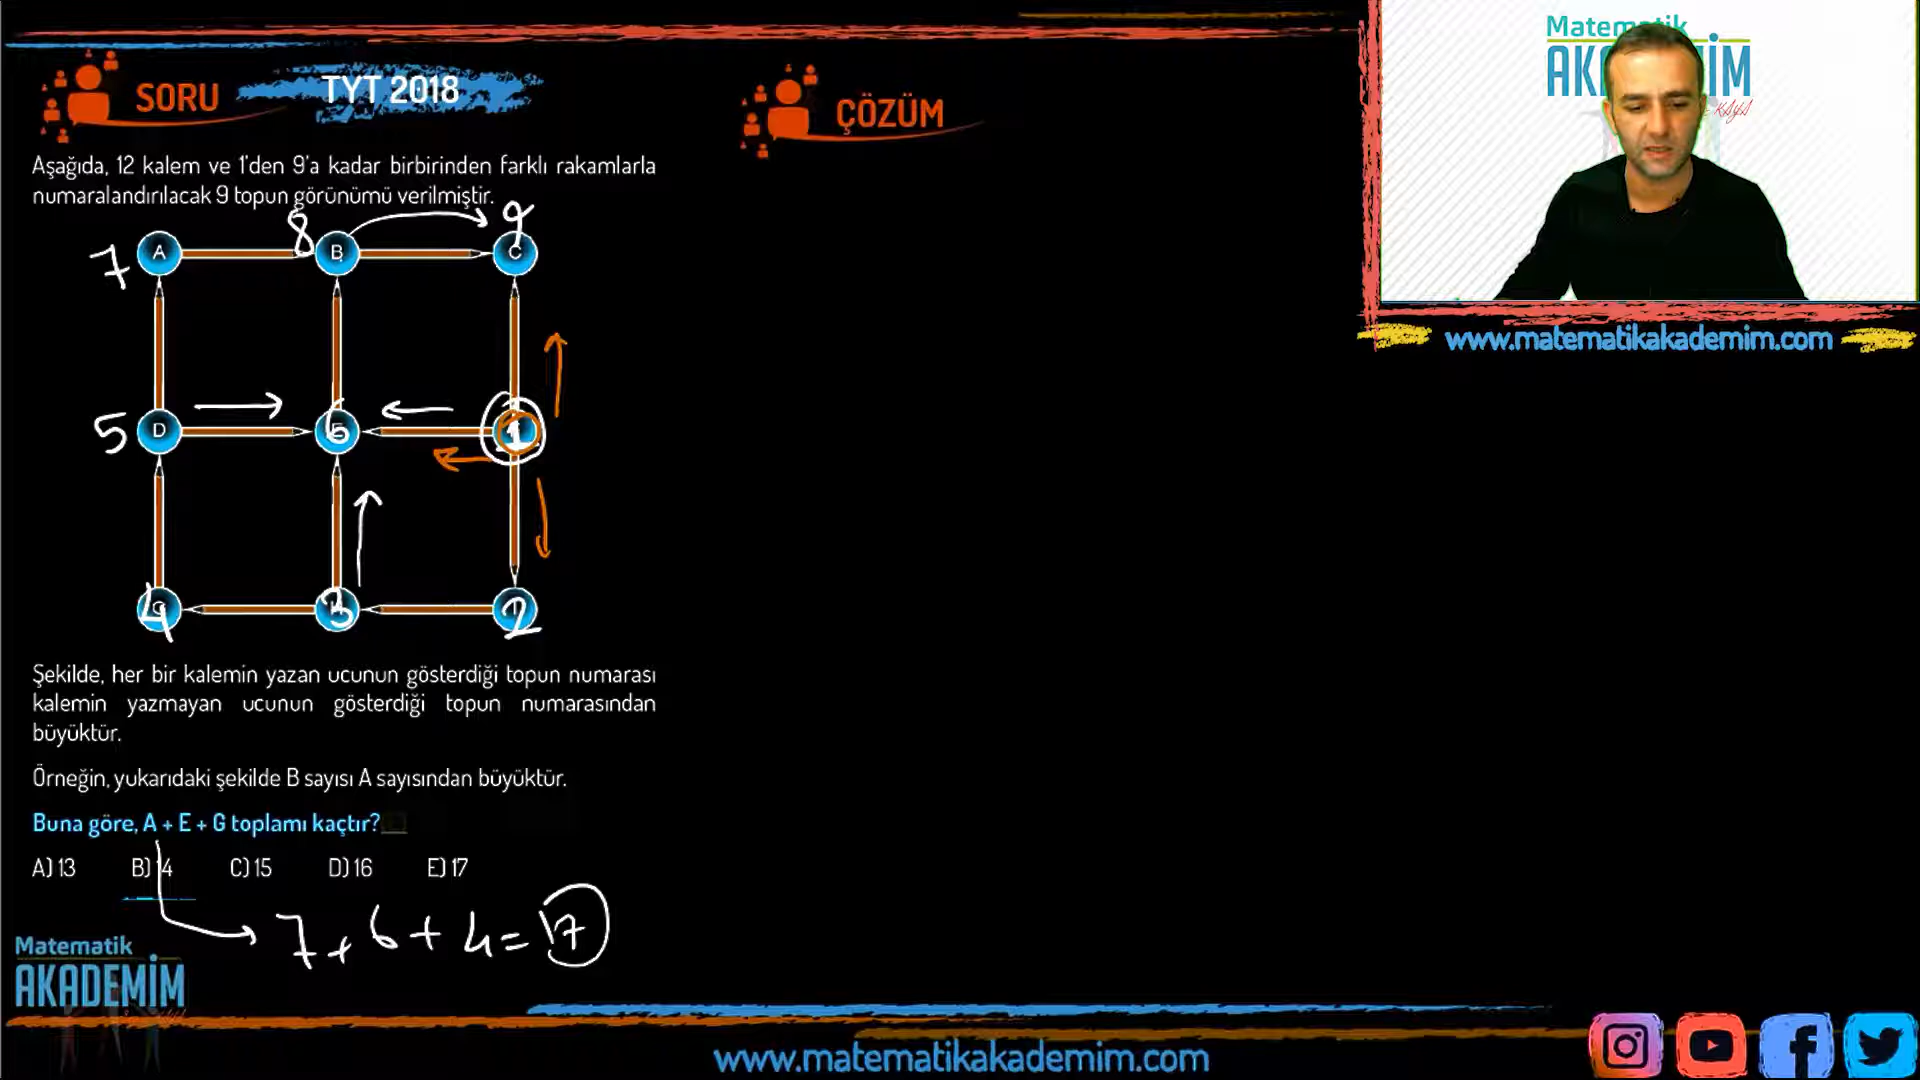 SORU
TYT 2018
ÇÖZÜM
Matematik
AKADEMİM
KAYA
www.matematikakademim.com
Aşağıda, 12 kalem ve 1'den 9'a kadar birbirinden farklı rakamlarla
numaralandırılacak 9 topun görünümü verilmiştir.
8
9
7
A
B
C
5
D
6
1
4
3
2
Şekilde, her bir kalemin yazan ucunun gösterdiği topun numarası
kalemin yazmayan ucunun gösterdiği topun numarasından
büyüktür.
Örneğin, yukarıdaki şekilde B sayısı A sayısından büyüktür.
Buna göre, A + E + G toplamı kaçtır?
A) 13 B) 14 C) 15 D) 16 E) 17
7 + 6 + 4 = 17
Matematik
AKADEMİM
www.matematikakademim.com